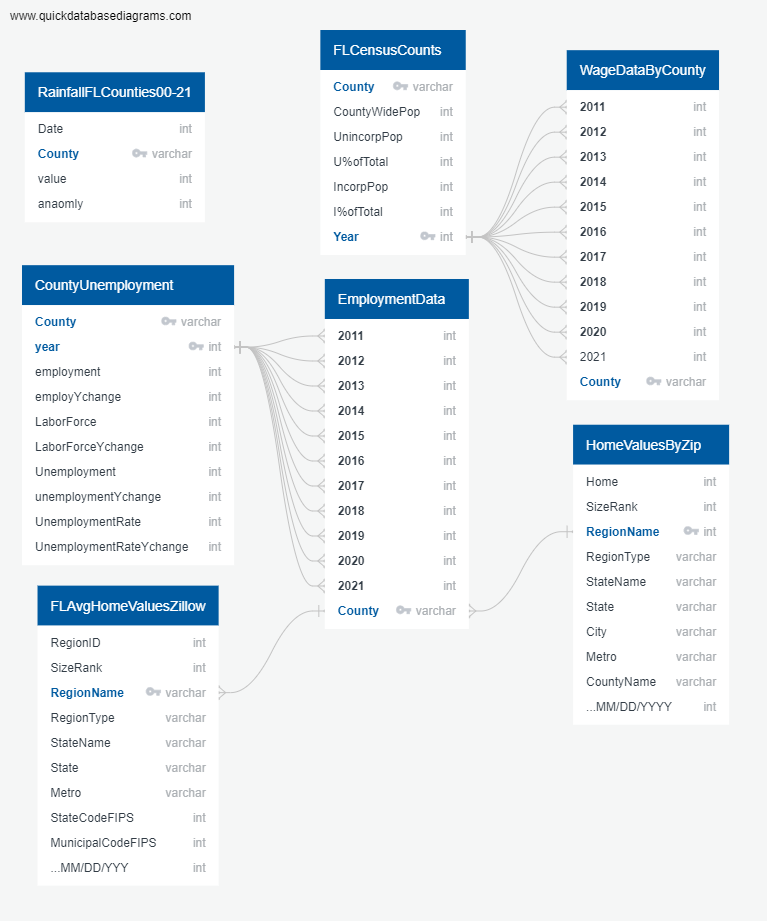 www.quickdatabasediagrams.com
RainfallFLCounties00-21
Date int
County varchar
value int
anaomly int
FLCensusCounts
County varchar
CountyWidePop int
UnincorpPop int
U%ofTotal int
IncorpPop int
I%ofTotal int
Year int
WageDataByCounty
2011 int
2012 int
2013 int
2014 int
2015 int
2016 int
2017 int
2018 int
2019 int
2020 int
2021 int
County varchar
CountyUnemployment
County varchar
year int
employment int
employYchange int
LaborForce int
LaborForceYchange int
Unemployment int
unemploymentYchange int
UnemploymentRate int
UnemploymentRateYchange int
EmploymentData
2011 int
2012 int
2013 int
2014 int
2015 int
2016 int
2017 int
2018 int
2019 int
2020 int
2021 int
County varchar
HomeValuesByZip
Home int
SizeRank int
RegionName int
RegionType varchar
StateName varchar
State varchar
City varchar
Metro varchar
CountyName varchar
...MM/DD/YYYY int
FLAvgHomeValuesZillow
RegionID int
SizeRank int
RegionName varchar
RegionType varchar
StateName varchar
State varchar
Metro varchar
StateCodeFIPS int
MunicipalCodeFIPS int
...MM/DD/YYY int